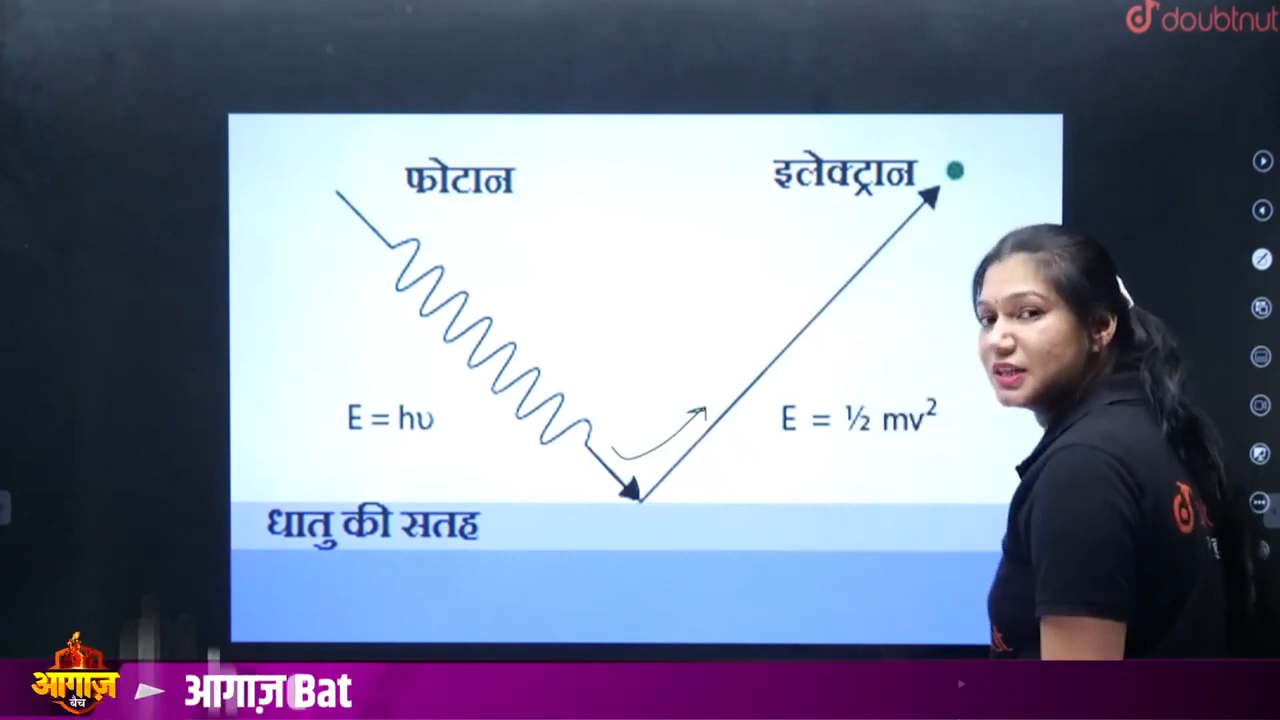 doubtnut
फोटान
इलेक्ट्रान
E = hυ
E = ½ mv²
धातु की सतह
आगाज़
बैच
आगाज़ Bat